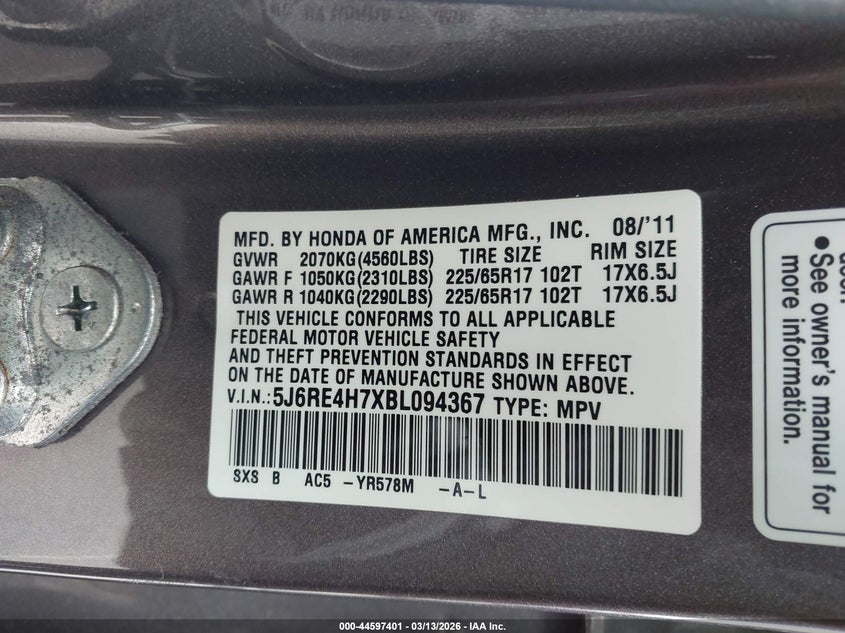 MFD. BY HONDA OF AMERICA MFG., INC. 08/'11
GVWR 2070KG(4560LBS) TIRE SIZE RIM SIZE
GAWR F 1050KG(2310LBS) 225/65R17 102T 17X6.5J
GAWR R 1040KG(2290LBS) 225/65R17 102T 17X6.5J
THIS VEHICLE CONFORMS TO ALL APPLICABLE
FEDERAL MOTOR VEHICLE SAFETY
AND THEFT PREVENTION STANDARDS IN EFFECT
ON THE DATE OF MANUFACTURE SHOWN ABOVE.
V.I.N.: 5J6RE4H7XBL094367 TYPE: MPV
SXS B AC5 -YR578M -A-L
● See owner's manual for
more information.
000-44597401 | 03/13/2026 - IAA Inc.